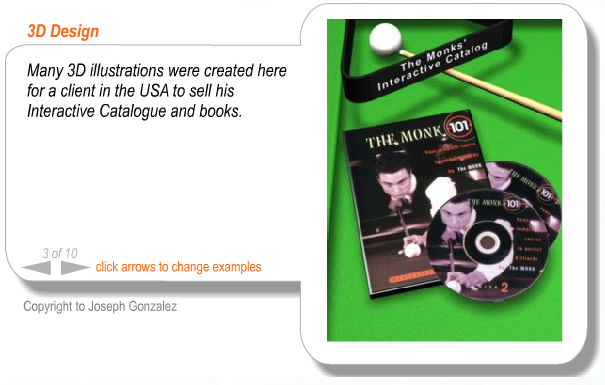 3D Design
Many 3D illustrations were created here
for a client in the USA to sell his
Interactive Catalogue and books.
3 of 10
click arrows to change examples
Copyright to Joseph Gonzalez
The Monks'
Interactive Catalog
THE MONK 101
by The MONK
THE MONK 101
by The MONK
2